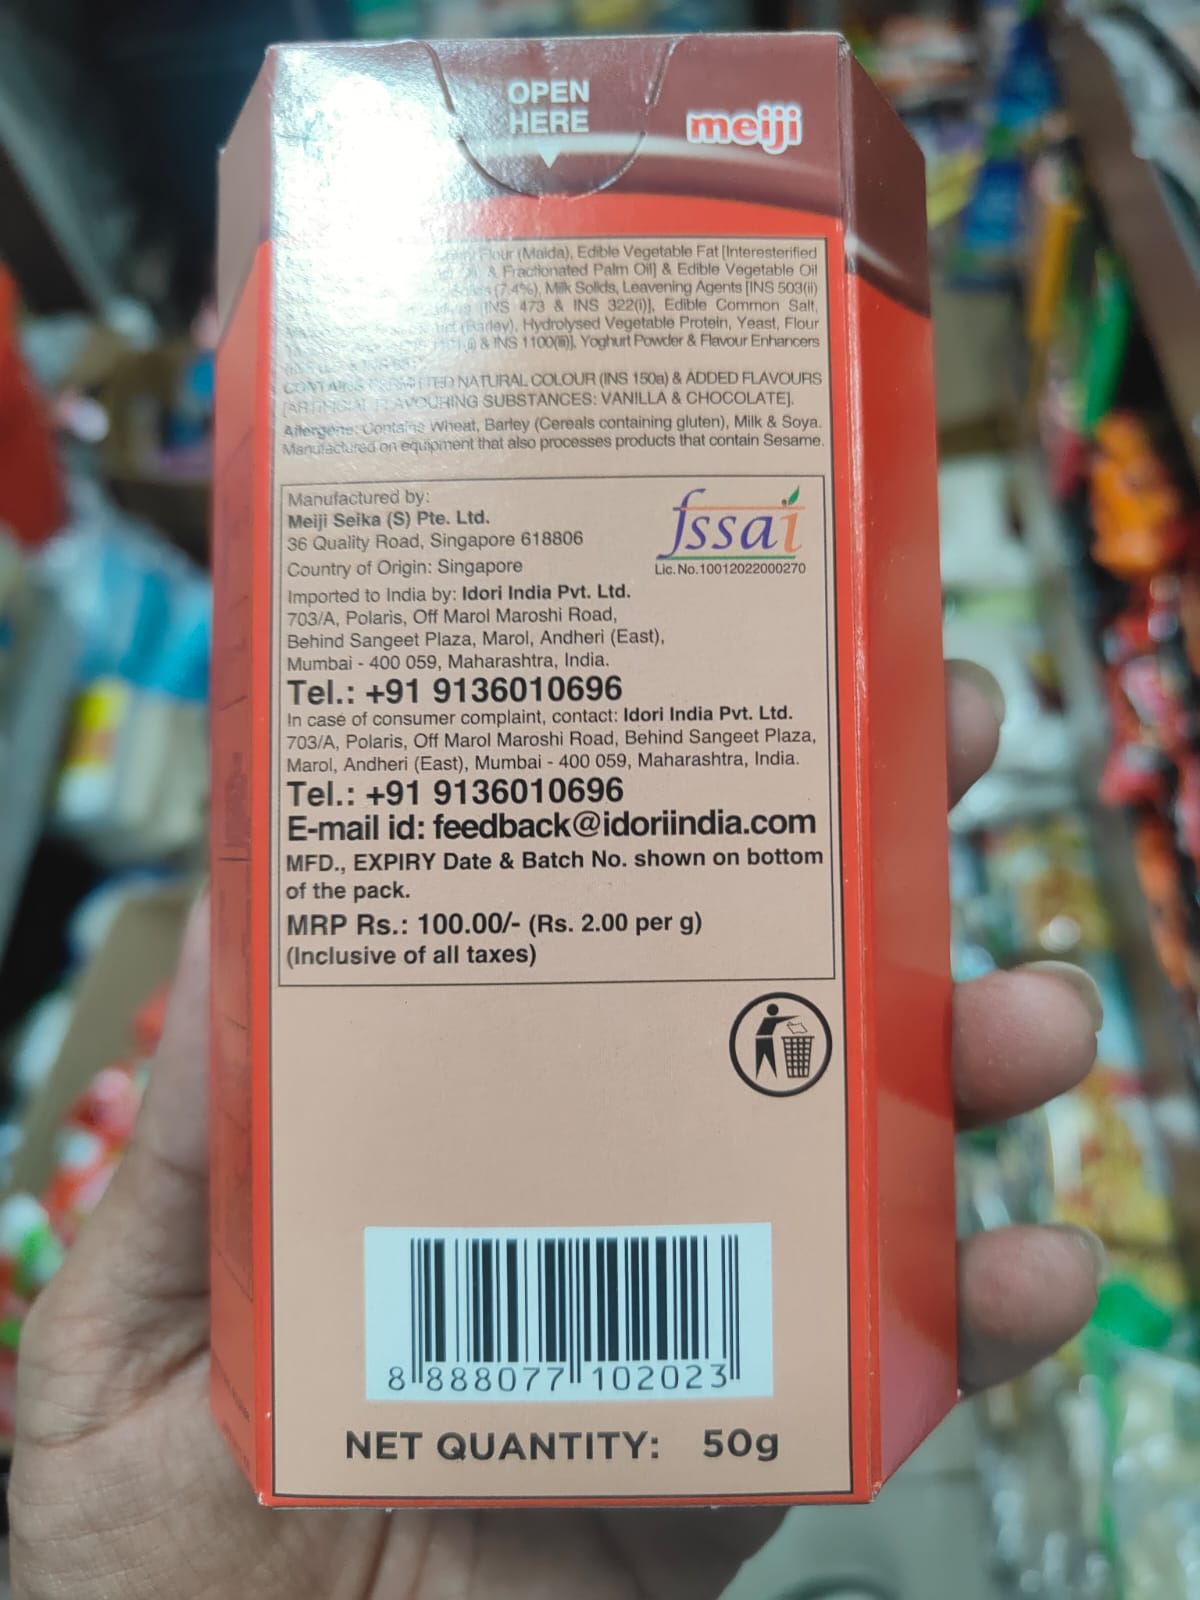 OPEN
HERE
meiji
Flour (Maida), Edible Vegetable Fat [Interesterified
& Fractionated Palm Oil] & Edible Vegetable Oil
(7.4%), Milk Solids, Leavening Agents [INS 503(ii)
[INS 473 & INS 322(i)], Edible Common Salt,
(Barley), Hydrolysed Vegetable Protein, Yeast, Flour
& INS 1100(iii)], Yoghurt Powder & Flavour Enhancers
CONTAINS PERMITTED NATURAL COLOUR (INS 150a) & ADDED FLAVOURS
[ARTIFICIAL FLAVOURING SUBSTANCES: VANILLA & CHOCOLATE].
Allergens: Contains Wheat, Barley (Cereals containing gluten), Milk & Soya.
Manufactured on equipment that also processes products that contain Sesame.
Manufactured by:
Meiji Seika (S) Pte. Ltd.
36 Quality Road, Singapore 618806
Country of Origin: Singapore
fssai
Lic. No.10012022000270
Imported to India by: Idori India Pvt. Ltd.
703/A, Polaris, Off Marol Maroshi Road,
Behind Sangeet Plaza, Marol, Andheri (East),
Mumbai - 400 059, Maharashtra, India.
Tel.: +91 9136010696
In case of consumer complaint, contact: Idori India Pvt. Ltd.
703/A, Polaris, Off Marol Maroshi Road, Behind Sangeet Plaza,
Marol, Andheri (East), Mumbai - 400 059, Maharashtra, India.
Tel.: +91 9136010696
E-mail id: feedback@idoriindia.com
MFD., EXPIRY Date & Batch No. shown on bottom
of the pack.
MRP Rs.: 100.00/- (Rs. 2.00 per g)
(Inclusive of all taxes)
8 888077 102023
NET QUANTITY: 50g